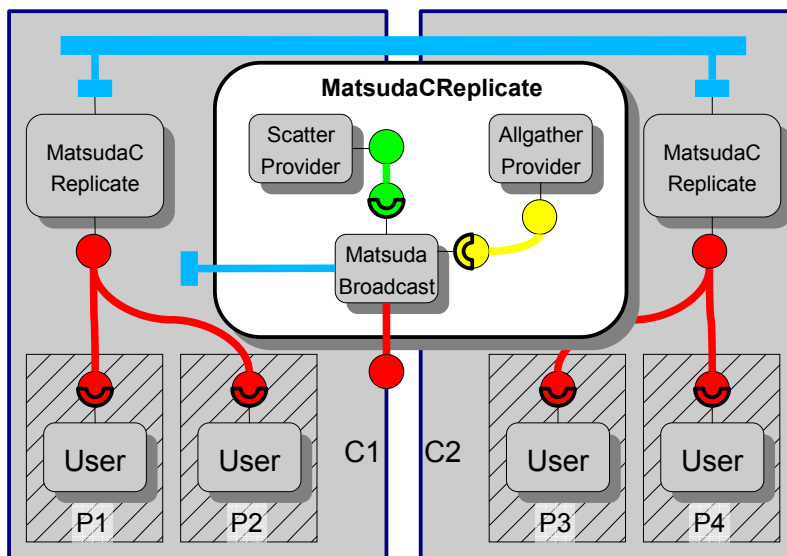 MatsudaCReplicate
Scatter
Provider
Allgather
Provider
MatsudaC
Replicate
MatsudaC
Replicate
Matsuda
Broadcast
User
User
C1
C2
User
User
P1
P2
P3
P4